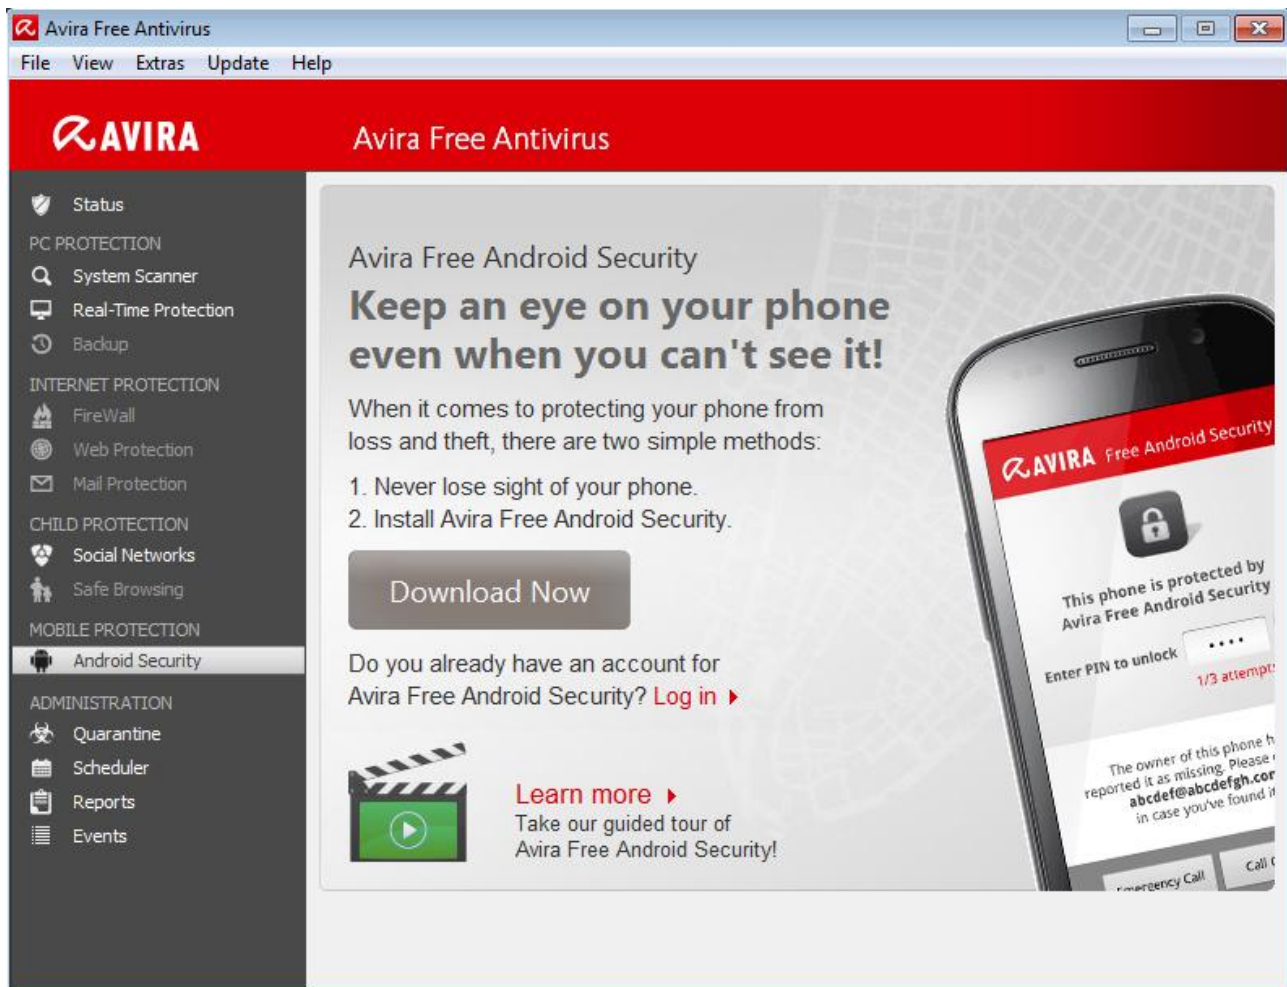 Avira Free Antivirus
File View Extras Update Help
AVIRA
Avira Free Antivirus
Status
PC PROTECTION
System Scanner
Real-Time Protection
Backup
INTERNET PROTECTION
FireWall
Web Protection
Mail Protection
CHILD PROTECTION
Social Networks
Safe Browsing
MOBILE PROTECTION
Android Security
ADMINISTRATION
Quarantine
Scheduler
Reports
Events
Avira Free Android Security
Keep an eye on your phone
even when you can't see it!
When it comes to protecting your phone from
loss and theft, there are two simple methods:
1. Never lose sight of your phone.
2. Install Avira Free Android Security.
Download Now
Do you already have an account for
Avira Free Android Security? Log in
Learn more
Take our guided tour of
Avira Free Android Security!
AVIRA Free Android Security
This phone is protected by
Avira Free Android Security
Enter PIN to unlock
1/3 attempts
The owner of this phone
reported it as missing. Please
abcdef@abcdefgh.com
in case you've found
Emergency Call
Call